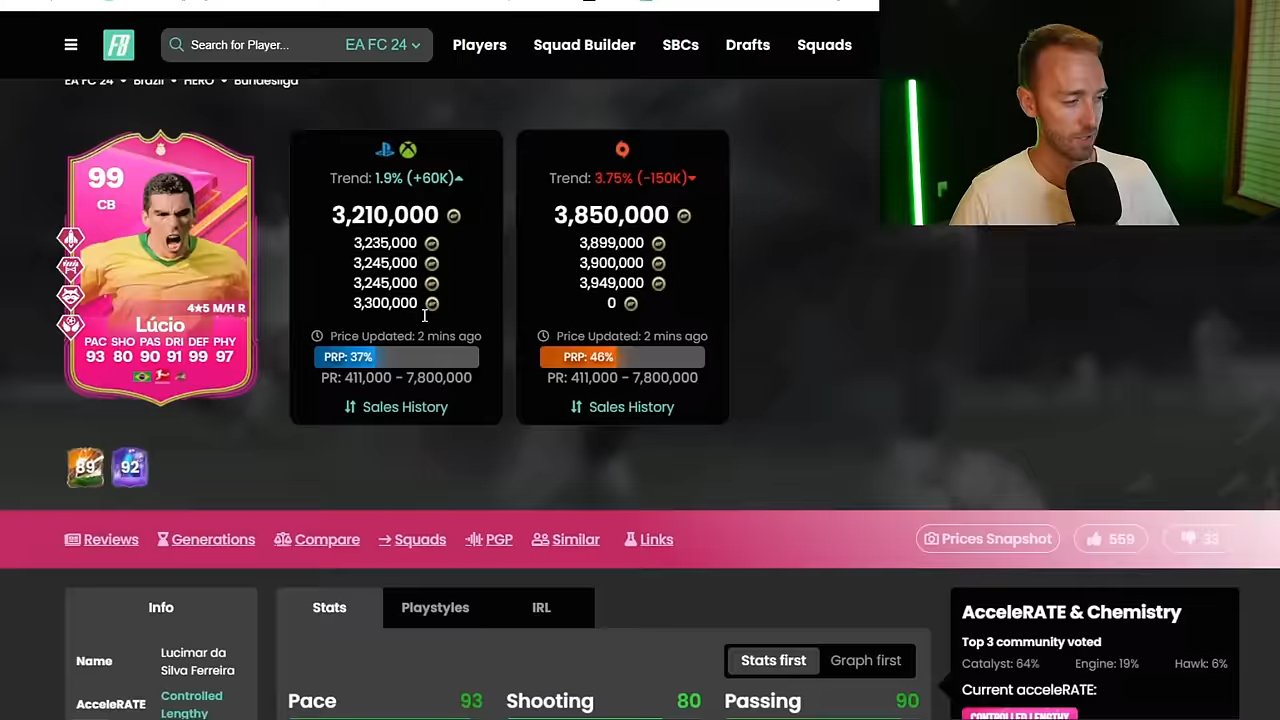 FB
Search for Player... EA FC 24
Players
Squad Builder
SBCs
Drafts
Squads
EA FC 24 • Brazil • HERO • Bundesliga
99
CB
4★5 M/H R
Lúcio
PAC SHO PAS DRI DEF PHY
93 80 90 91 99 97
Trend: 1.9% (+60K)
3,210,000
3,235,000
3,245,000
3,245,000
3,300,000
Price Updated: 2 mins ago
PRP: 37%
PR: 411,000 - 7,800,000
Sales History
Trend: 3.75% (-150K)
3,850,000
3,899,000
3,900,000
3,949,000
0
Price Updated: 2 mins ago
PRP: 46%
PR: 411,000 - 7,800,000
Sales History
89
92
Reviews
Generations
Compare
Squads
PGP
Similar
Links
Prices Snapshot
559
33
Info
Name
Lucimar da
Silva Ferreira
AcceleRATE
Controlled
Lengthy
Stats
Playstyles
IRL
Stats first
Graph first
Pace 93
Shooting 80
Passing 90
AcceleRATE & Chemistry
Top 3 community voted
Catalyst: 64% Engine: 19% Hawk: 6%
Current acceleRATE:
CONTROLLED LENGTHY